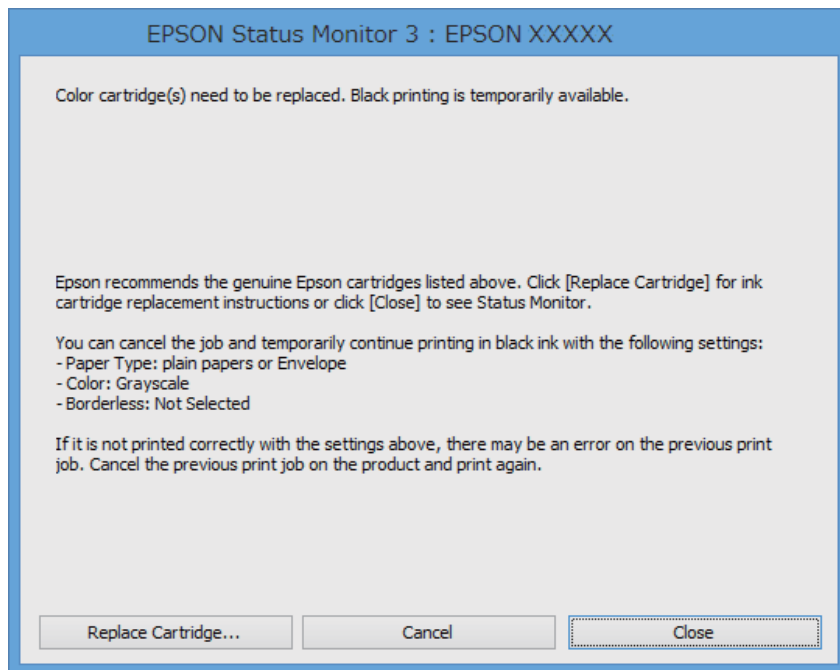 EPSON Status Monitor 3 : EPSON XXXXX
Color cartridge(s) need to be replaced. Black printing is temporarily available.
Epson recommends the genuine Epson cartridges listed above. Click [Replace Cartridge] for ink
cartridge replacement instructions or click [Close] to see Status Monitor.
You can cancel the job and temporarily continue printing in black ink with the following settings:
- Paper Type: plain papers or Envelope
- Color: Grayscale
- Borderless: Not Selected
If it is not printed correctly with the settings above, there may be an error on the previous print
job. Cancel the previous print job on the product and print again.
Replace Cartridge...
Cancel
Close